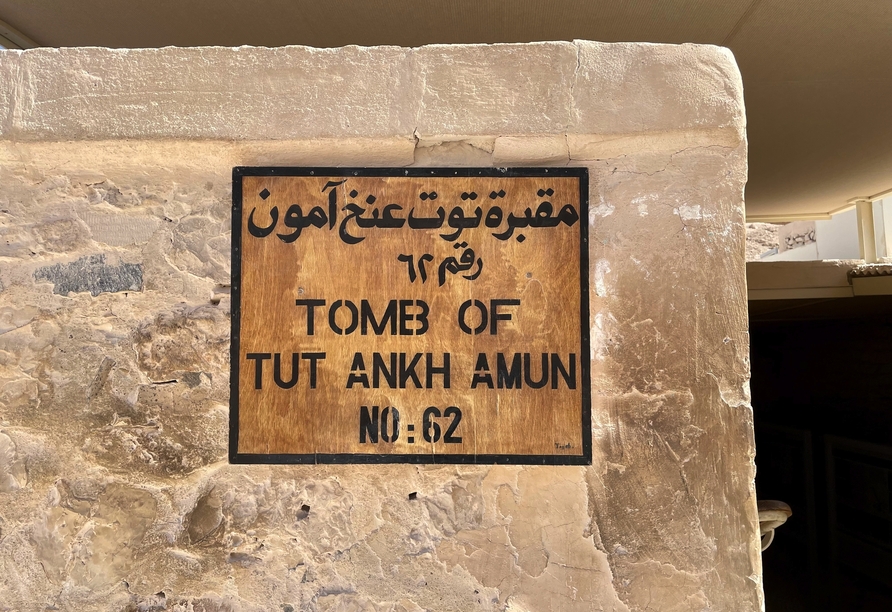 مقبرة توت عنخ آمون
رقم ٦٢
TOMB OF
TUT ANKH AMUN
NO:62